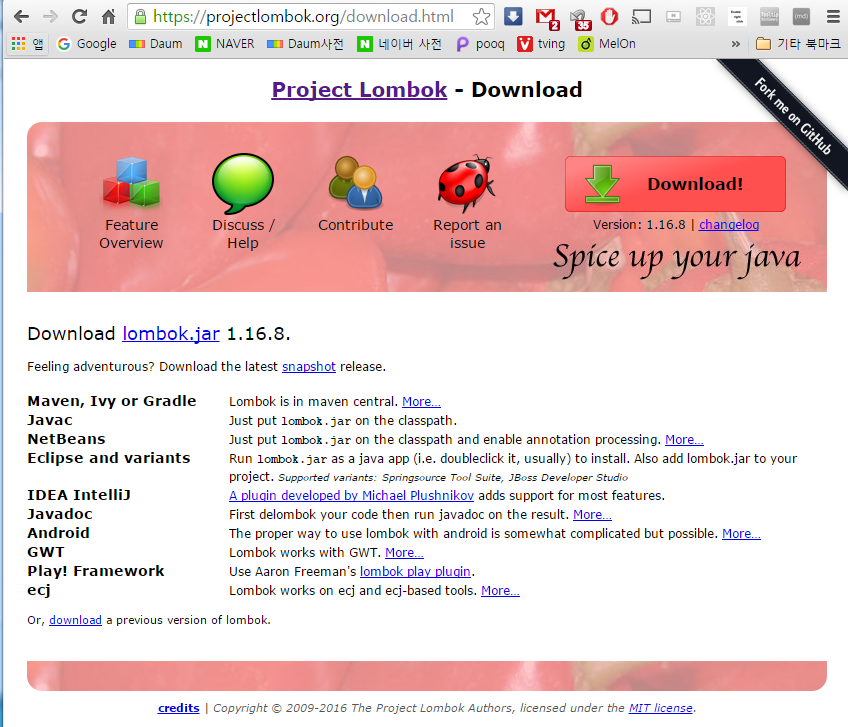 https://projectlombok.org/download.html
2
35
앱 Google Daum NAVER Daum사전 네이버 사전 pooq tving MelOn » 기타 북마크
Project Lombok - Download
Fork me on GitHub
Feature Overview
Discuss / Help
Contribute
Report an issue
Download!
Version: 1.16.8 | changelog
Spice up your java
Download lombok.jar 1.16.8.
Feeling adventurous? Download the latest snapshot release.
Maven, Ivy or Gradle Lombok is in maven central. More...
Javac Just put lombok.jar on the classpath.
NetBeans Just put lombok.jar on the classpath and enable annotation processing. More...
Eclipse and variants Run lombok.jar as a java app (i.e. doubleclick it, usually) to install. Also add lombok.jar to your
project. Supported variants: Springsource Tool Suite, JBoss Developer Studio
IDEA IntelliJ A plugin developed by Michael Plushnikov adds support for most features.
Javadoc First delombok your code then run javadoc on the result. More...
Android The proper way to use lombok with android is somewhat complicated but possible. More...
GWT Lombok works with GWT. More...
Play! Framework Use Aaron Freeman's lombok play plugin.
ecj Lombok works on ecj and ecj-based tools. More...
Or, download a previous version of lombok.
credits | Copyright © 2009-2016 The Project Lombok Authors, licensed under the MIT license.